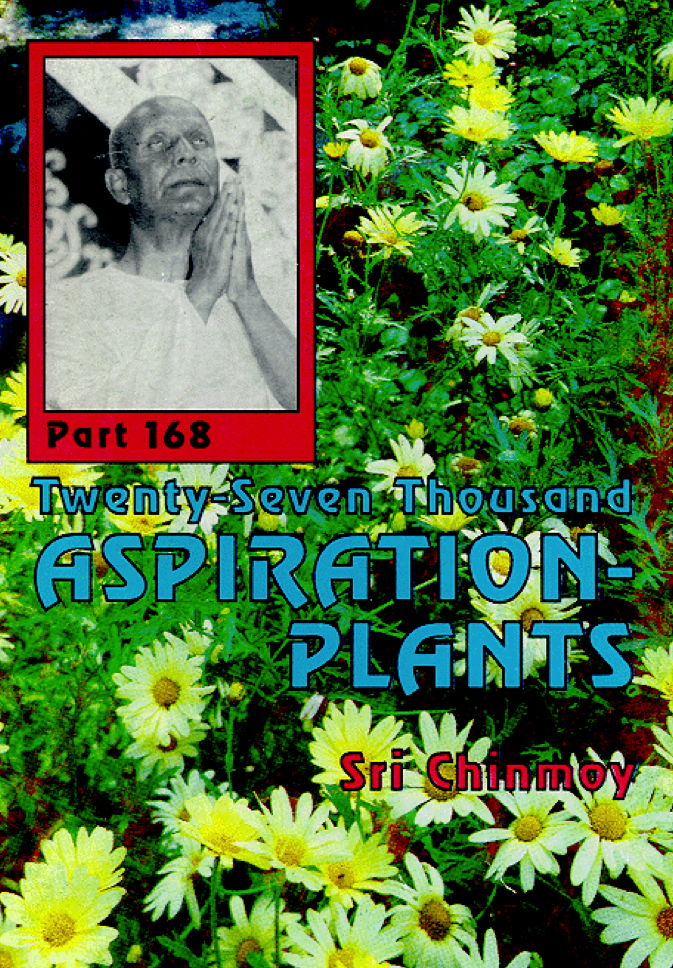 Part 168
Twenty-Seven Thousand
ASPIRATION-
PLANTS
Sri Chinmoy